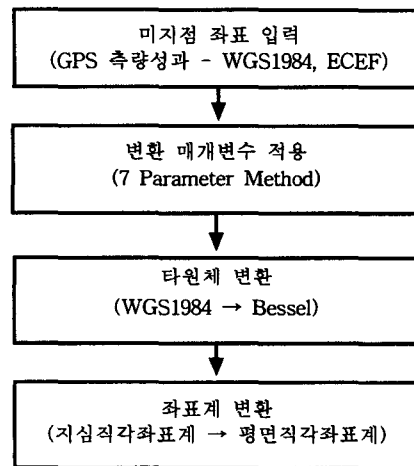 미지점 좌표 입력
(GPS 측량성과 - WGS1984, ECEF)
변환 매개변수 적용
(7 Parameter Method)
타원체 변환
(WGS1984 → Bessel)
좌표계 변환
(지심직각좌표계 → 평면직각좌표계)